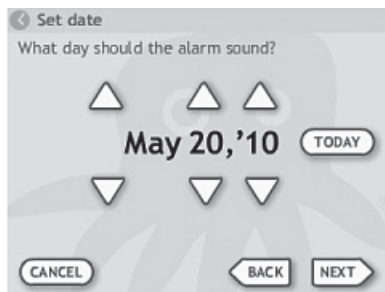 Set date
What day should the alarm sound?
May 20,’10 TODAY
CANCEL BACK NEXT